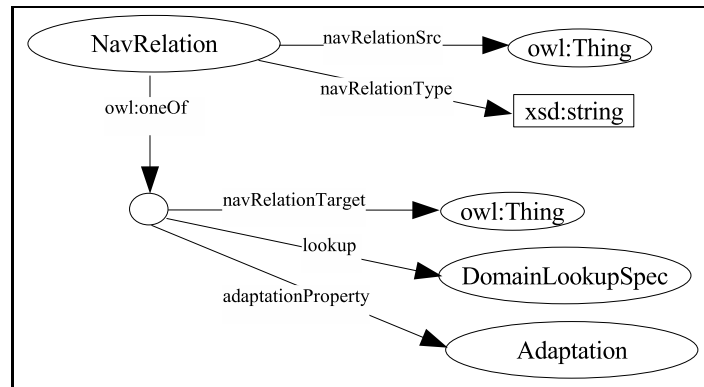 NavRelation
navRelationSrc
owl:Thing
navRelationType
xsd:string
owl:oneOf
navRelationTarget
owl:Thing
lookup
DomainLookupSpec
adaptationProperty
Adaptation